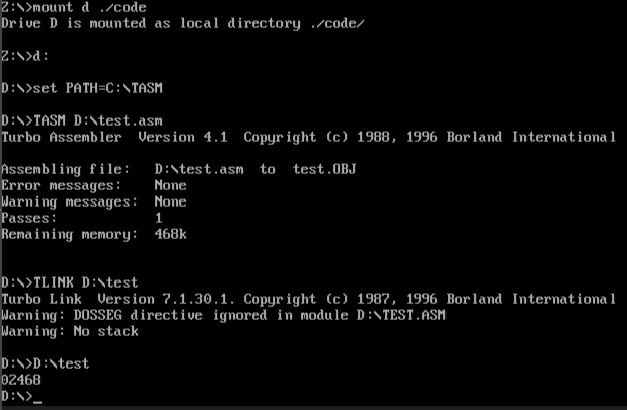 Z:\>mount d ./code
Drive D is mounted as local directory ./code/
Z:\>d:
D:\>set PATH=C:\TASM
D:\>TASM D:\test.asm
Turbo Assembler  Version 4.1  Copyright (c) 1988, 1996 Borland International
Assembling file:   D:\test.asm  to  test.OBJ
Error messages:    None
Warning messages:  None
Passes:            1
Remaining memory:  468k
D:\>TLINK D:\test
Turbo Link  Version 7.1.30.1. Copyright (c) 1987, 1996 Borland International
Warning: DOSSEG directive ignored in module D:\TEST.ASM
Warning: No stack
D:\>D:\test
02468
D:\>_